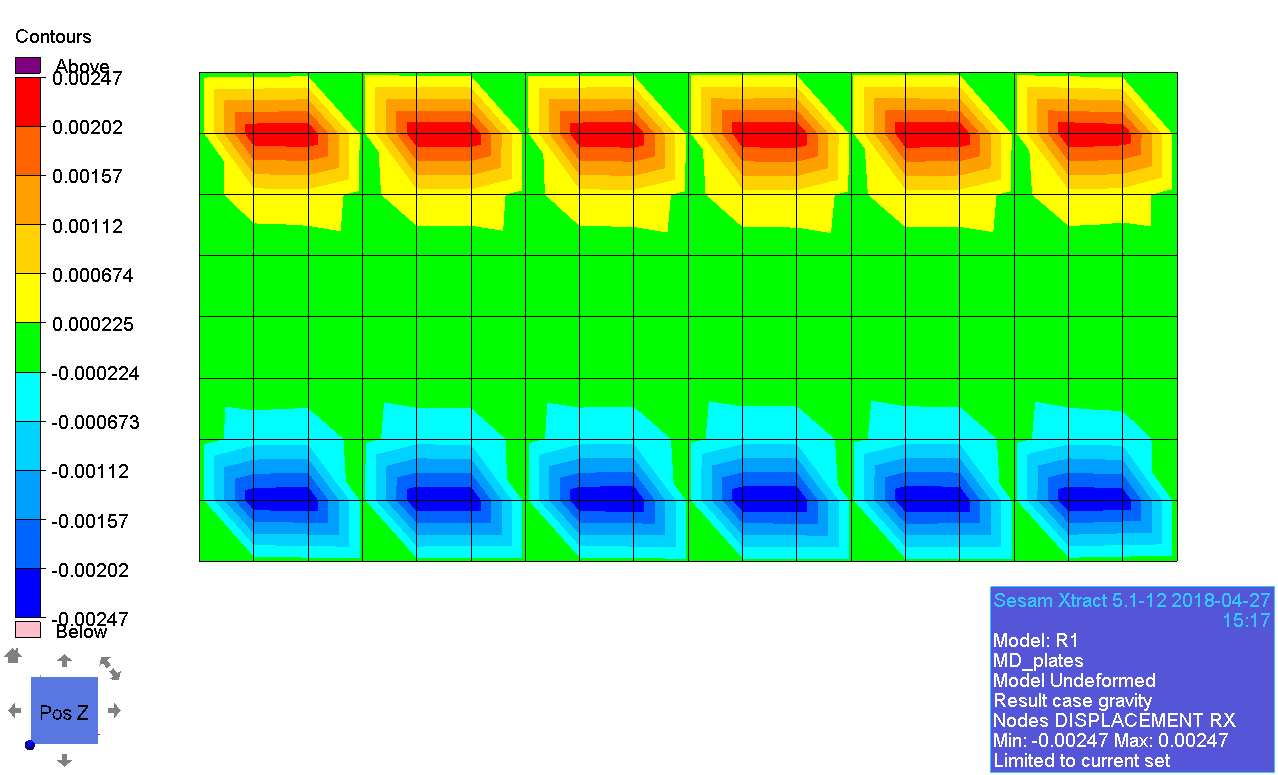 Contours
Above
0.00247
0.00202
0.00157
0.00112
0.000674
0.000225
-0.000224
-0.000673
-0.00112
-0.00157
-0.00202
-0.00247
Below
Pos Z
Sesam Xtract 5.1-12 2018-04-27
15:17
Model: R1
MD_plates
Model Undeformed
Result case gravity
Nodes DISPLACEMENT RX
Min: -0.00247 Max: 0.00247
Limited to current set